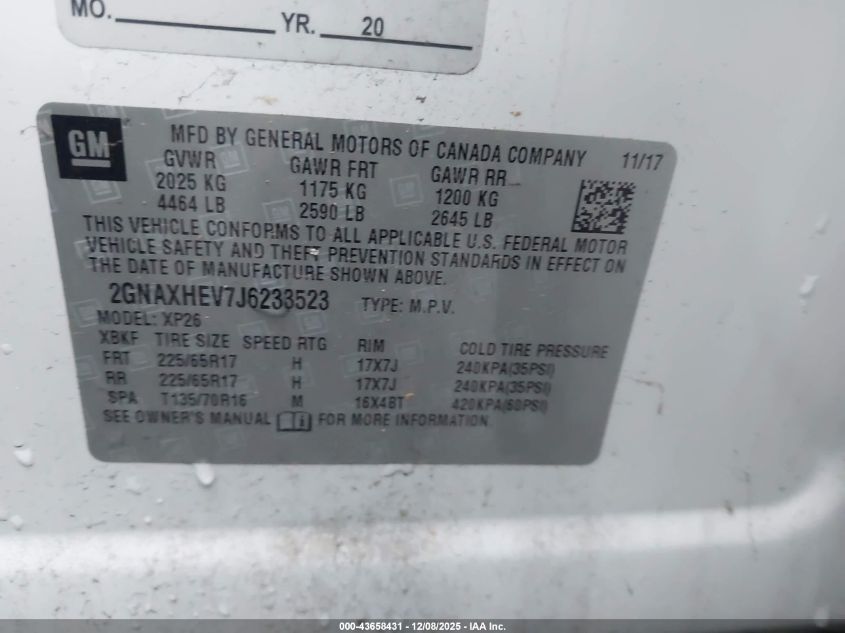 MO. YR. 20
GM
MFD BY GENERAL MOTORS OF CANADA COMPANY 11/17
GVWR GAWR FRT GAWR RR
2025 KG 1175 KG 1200 KG
4464 LB 2590 LB 2645 LB
THIS VEHICLE CONFORMS TO ALL APPLICABLE U.S. FEDERAL MOTOR
VEHICLE SAFETY AND THEFT PREVENTION STANDARDS IN EFFECT ON
THE DATE OF MANUFACTURE SHOWN ABOVE.
2GNAXHEV7J6233523 TYPE: M.P.V.
MODEL: XP26
XBKF TIRE SIZE SPEED RTG RIM COLD TIRE PRESSURE
FRT 225/65R17 H 17X7J 240KPA(35PSI)
RR 225/65R17 H 17X7J 240KPA(35PSI)
SPA T135/70R16 M 16X4BT 420KPA(60PSI)
SEE OWNER'S MANUAL FOR MORE INFORMATION.
000-43658431 - 12/08/2025 - IAA Inc.